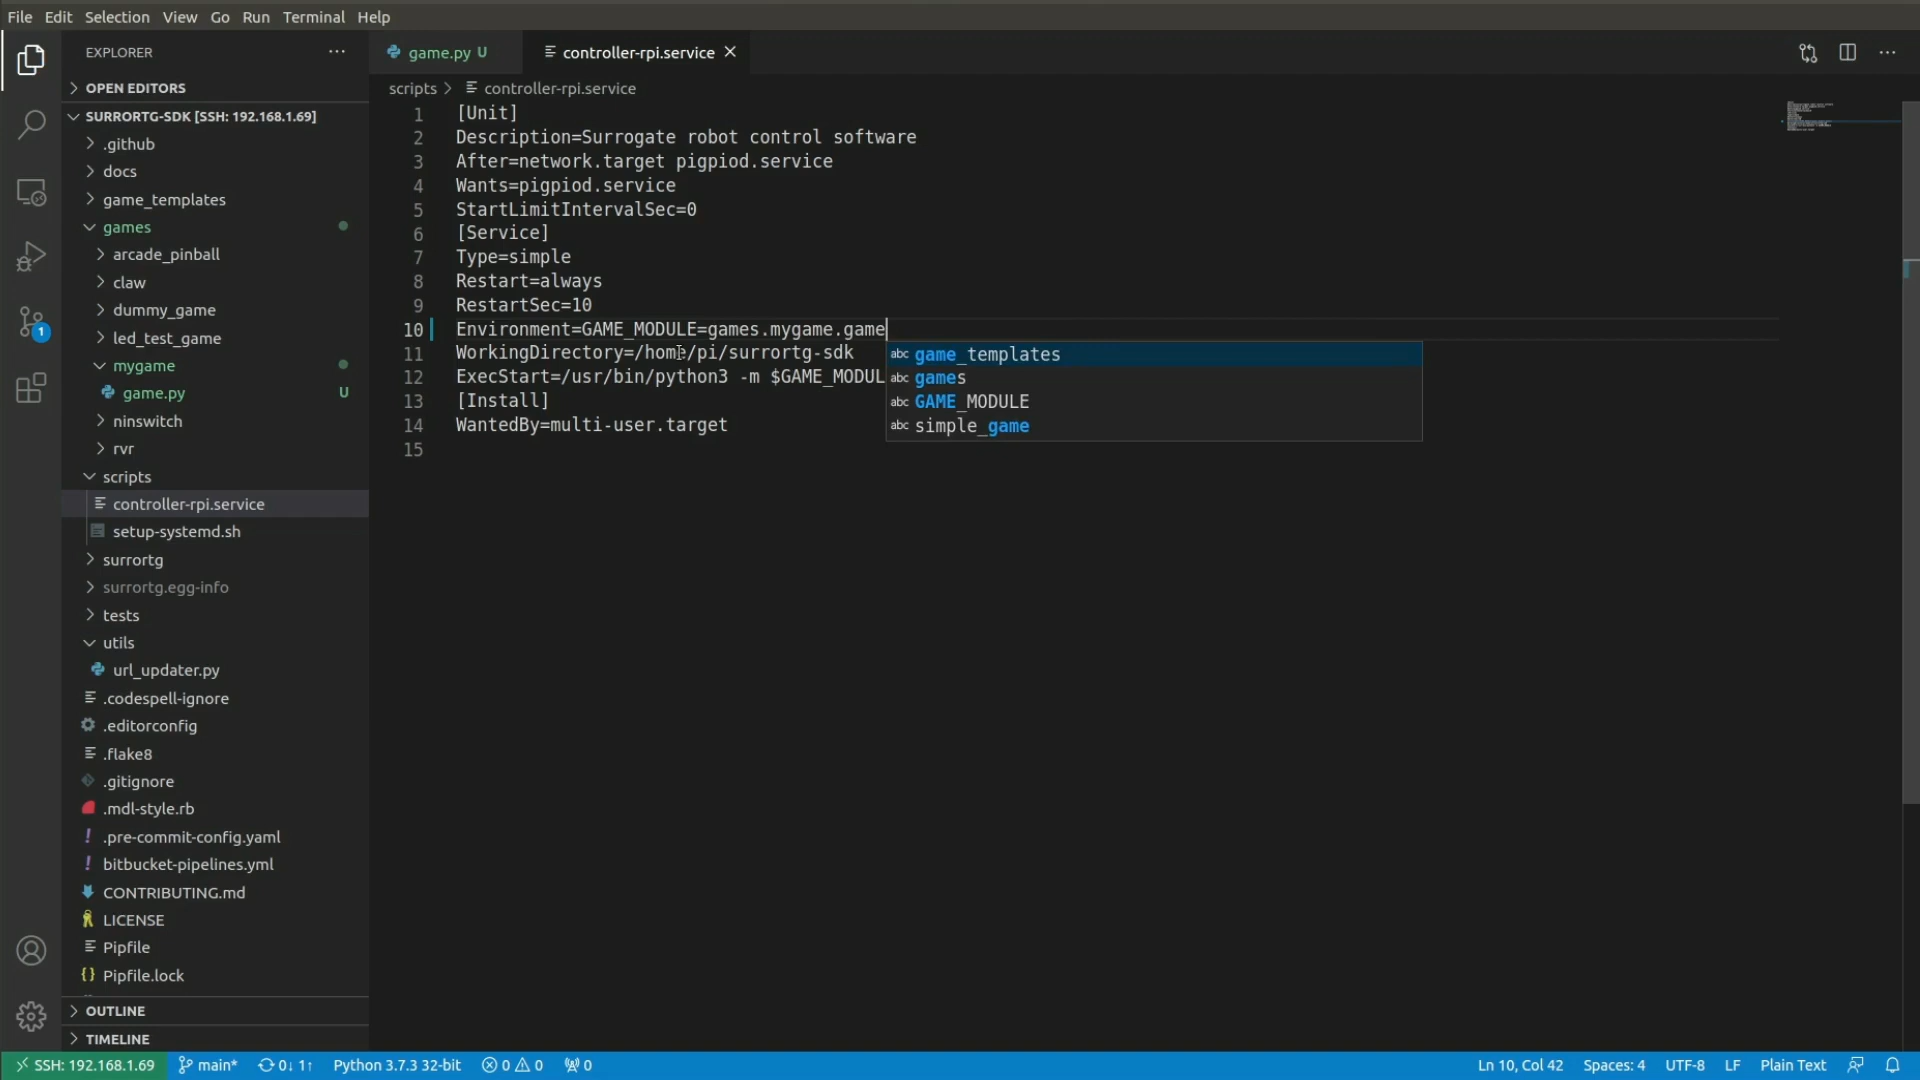 File Edit Selection View Go Run Terminal Help
EXPLORER
OPEN EDITORS
SURRORTG-SDK [SSH: 192.168.1.69]
.github
docs
game_templates
games
arcade_pinball
claw
dummy_game
led_test_game
mygame
game.py U
ninswitch
rvr
scripts
controller-rpi.service
setup-systemd.sh
surrortg
surrortg.egg-info
tests
utils
url_updater.py
.codespell-ignore
.editorconfig
.flake8
.gitignore
.mdl-style.rb
.pre-commit-config.yaml
bitbucket-pipelines.yml
CONTRIBUTING.md
LICENSE
Pipfile
Pipfile.lock
OUTLINE
TIMELINE
1
game.py U
controller-rpi.service
scripts > controller-rpi.service
1 [Unit]
2 Description=Surrogate robot control software
3 After=network.target pigpiod.service
4 Wants=pigpiod.service
5 StartLimitIntervalSec=0
6 [Service]
7 Type=simple
8 Restart=always
9 RestartSec=10
10 Environment=GAME_MODULE=games.mygame.game
11 WorkingDirectory=/home/pi/surrortg-sdk
12 ExecStart=/usr/bin/python3 -m $GAME_MODUL
13 [Install]
14 WantedBy=multi-user.target
15
abc game_templates
abc games
abc GAME_MODULE
abc simple_game
SSH: 192.168.1.69 main* 0↓ 1↑ Python 3.7.3 32-bit 0 0 0 Ln 10, Col 42 Spaces: 4 UTF-8 LF Plain Text